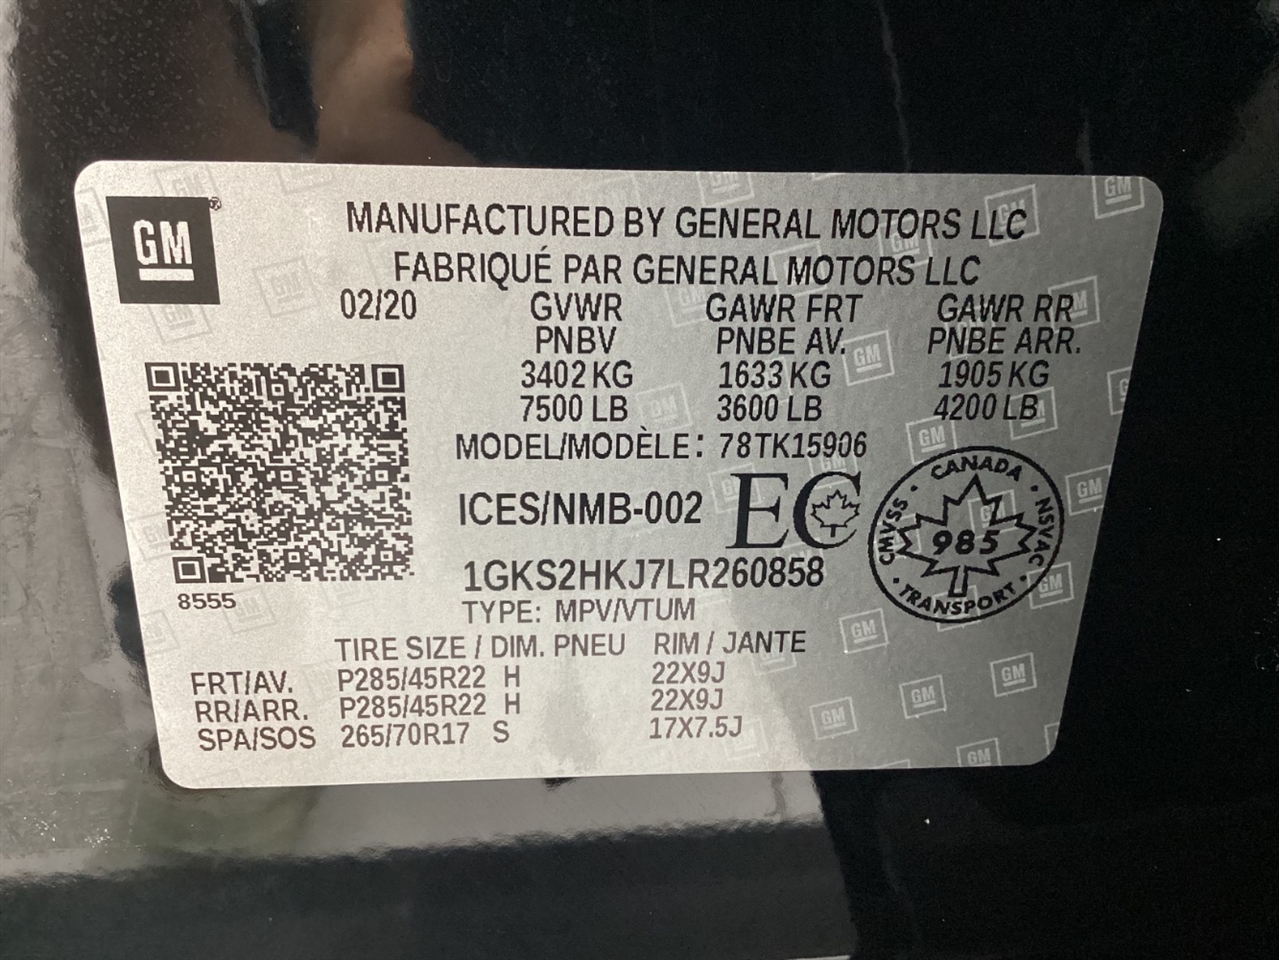 GM
MANUFACTURED BY GENERAL MOTORS LLC
FABRIQUÉ PAR GENERAL MOTORS LLC
02/20 GVWR GAWR FRT GAWR RR
PNBV PNBE AV. PNBE ARR.
3402 KG 1633 KG 1905 KG
7500 LB 3600 LB 4200 LB
MODEL/MODÈLE: 78TK15906
ICES/NMB-002 EC
CANADA
CMVSS · NSVAC
985
TRANSPORT
1GKS2HKJ7LR260858
8555
TYPE: MPV/VTUM
TIRE SIZE / DIM. PNEU RIM / JANTE
FRT/AV. P285/45R22 H 22X9J
RR/ARR. P285/45R22 H 22X9J
SPA/SOS 265/70R17 S 17X7.5J